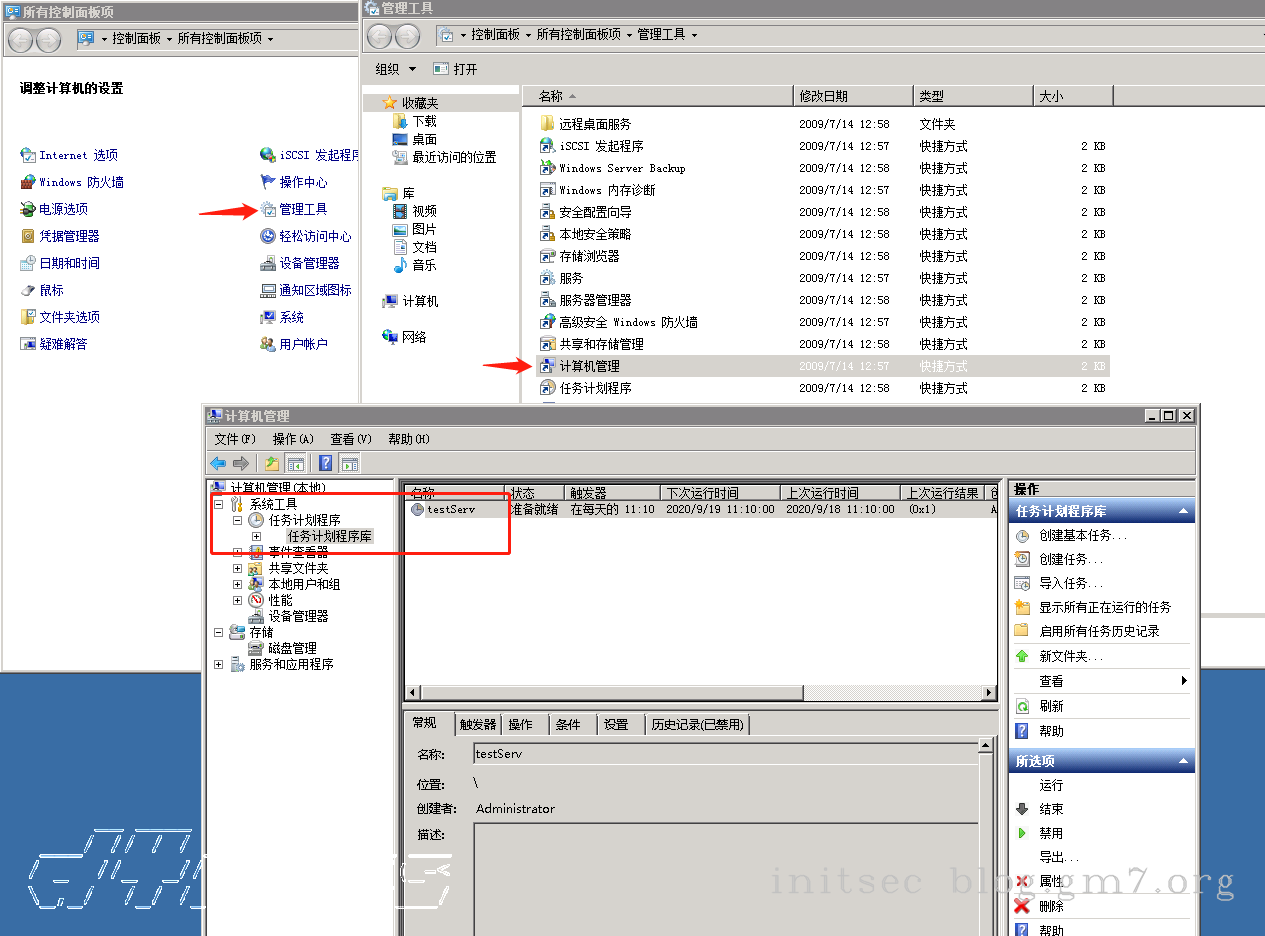 所有控制面板项
控制面板 所有控制面板项
调整计算机的设置
Internet 选项
iSCSI 发起程序
Windows 防火墙
操作中心
电源选项
管理工具
凭据管理器
轻松访问中心
日期和时间
设备管理器
鼠标
通知区域图标
文件夹选项
系统
疑难解答
用户帐户
管理工具
控制面板 所有控制面板项 管理工具
组织 打开
收藏夹
下载
桌面
最近访问的位置
库
视频
图片
文档
音乐
计算机
网络
名称 修改日期 类型 大小
远程桌面服务 2009/7/14 12:58 文件夹
iSCSI 发起程序 2009/7/14 12:57 快捷方式 2 KB
Windows Server Backup 2009/7/14 12:58 快捷方式 2 KB
Windows 内存诊断 2009/7/14 12:57 快捷方式 2 KB
安全配置向导 2009/7/14 12:58 快捷方式 2 KB
本地安全策略 2009/7/14 12:58 快捷方式 2 KB
存储浏览器 2009/7/14 12:58 快捷方式 2 KB
服务 2009/7/14 12:57 快捷方式 2 KB
服务器管理器 2009/7/14 12:58 快捷方式 2 KB
高级安全 Windows 防火墙 2009/7/14 12:57 快捷方式 2 KB
共享和存储管理 2009/7/14 12:58 快捷方式 2 KB
计算机管理 2009/7/14 12:57 快捷方式 2 KB
任务计划程序 2009/7/14 12:58 快捷方式 2 KB
计算机管理
文件(F) 操作(A) 查看(V) 帮助(H)
计算机管理(本地)
系统工具
任务计划程序
任务计划程序库
事件查看器
共享文件夹
本地用户和组
性能
设备管理器
存储
磁盘管理
服务和应用程序
名称 状态 触发器 下次运行时间 上次运行时间 上次运行结果
testServ 准备就绪 在每天的 11:10 2020/9/19 11:10:00 2020/9/18 11:10:00 (0x1) A
常规 触发器 操作 条件 设置 历史记录(已禁用)
名称: testServ
位置: \
创建者: Administrator
描述:
操作
任务计划程序库
创建基本任务...
创建任务...
导入任务...
显示所有正在运行的任务
启用所有任务历史记录
新文件夹...
查看
刷新
帮助
所选项
运行
结束
禁用
导出...
属性
删除
帮助
initsec blog.gm7.org